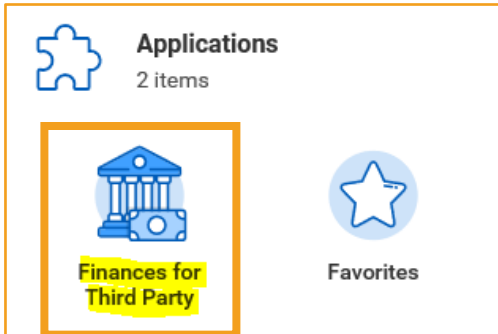 Applications
2 items
Finances for
Third Party
Favorites